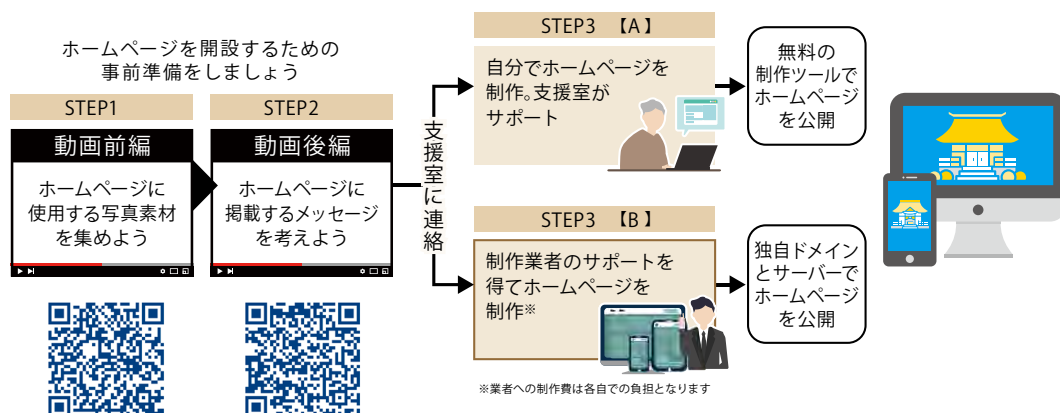 ホームページを開設するための
事前準備をしましょう
STEP1
動画前編
ホームページに
使用する写真素材
を集めよう
STEP2
動画後編
ホームページに
掲載するメッセージ
を考えよう
支援室に連絡
STEP3 【A】
自分でホームページを
制作。支援室が
サポート
無料の
制作ツールで
ホームページ
を公開
STEP3 【B】
制作業者のサポートを
得てホームページを
制作※
独自ドメイン
とサーバーで
ホームページ
を公開
※業者への制作費は各自での負担となります